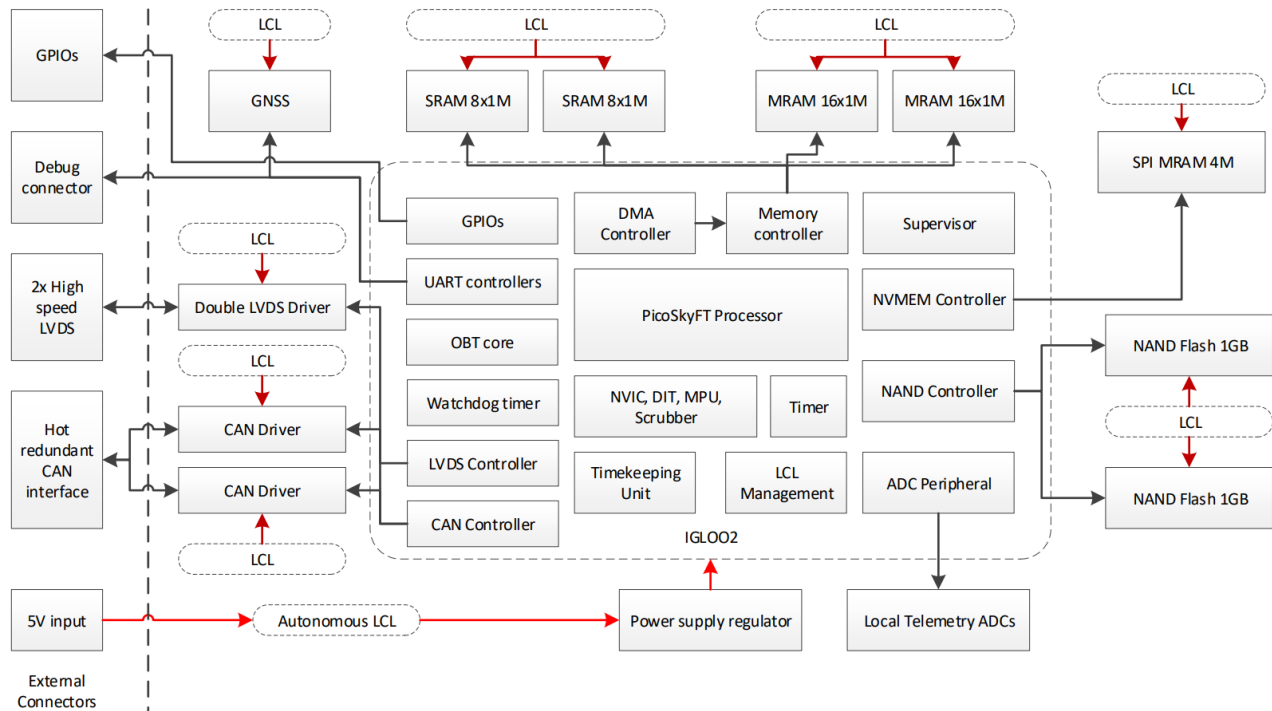 LCL
LCL
LCL
GPIOs
GNSS
SRAM 8x1M
SRAM 8x1M
MRAM 16x1M
MRAM 16x1M
LCL
Debug
connector
SPI MRAM 4M
GPIOs
DMA
Controller
Memory
controller
Supervisor
LCL
2x High
speed
LVDS
Double LVDS Driver
UART controllers
PicoSkyFT Processor
NVMEM Controller
OBT core
NAND Flash 1GB
LCL
Hot
redundant
CAN
interface
CAN Driver
Watchdog timer
NVIC, DIT, MPU,
Scrubber
Timer
NAND Controller
LCL
CAN Driver
LVDS Controller
Timekeeping
Unit
LCL
Management
ADC Peripheral
NAND Flash 1GB
CAN Controller
IGLOO2
LCL
5V input
Autonomous LCL
Power supply regulator
Local Telemetry ADCs
External
Connectors